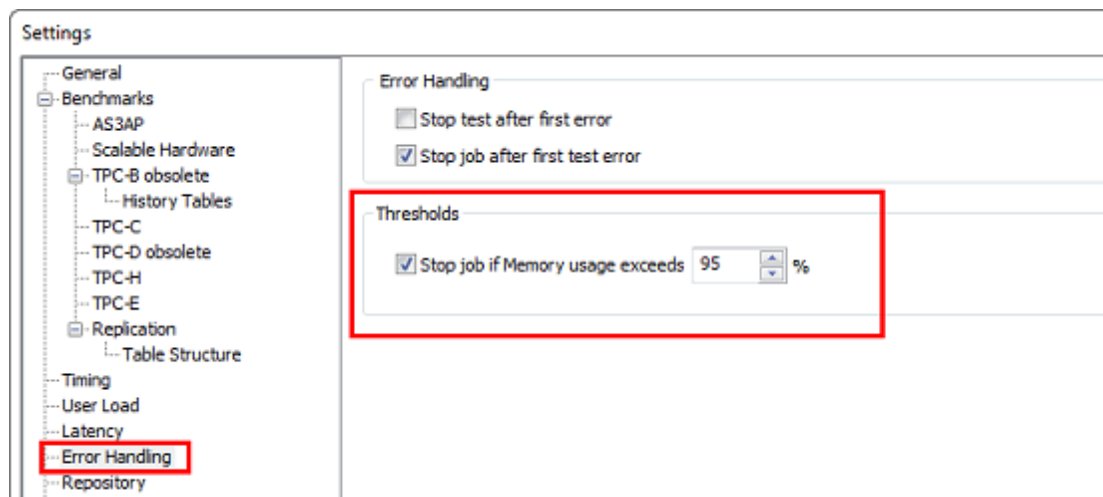 Settings
General
Benchmarks
AS3AP
Scalable Hardware
TPC-B obsolete
History Tables
TPC-C
TPC-D obsolete
TPC-H
TPC-E
Replication
Table Structure
Timing
User Load
Latency
Error Handling
Repository
Error Handling
Stop test after first error
Stop job after first test error
Thresholds
Stop job if Memory usage exceeds 95 %